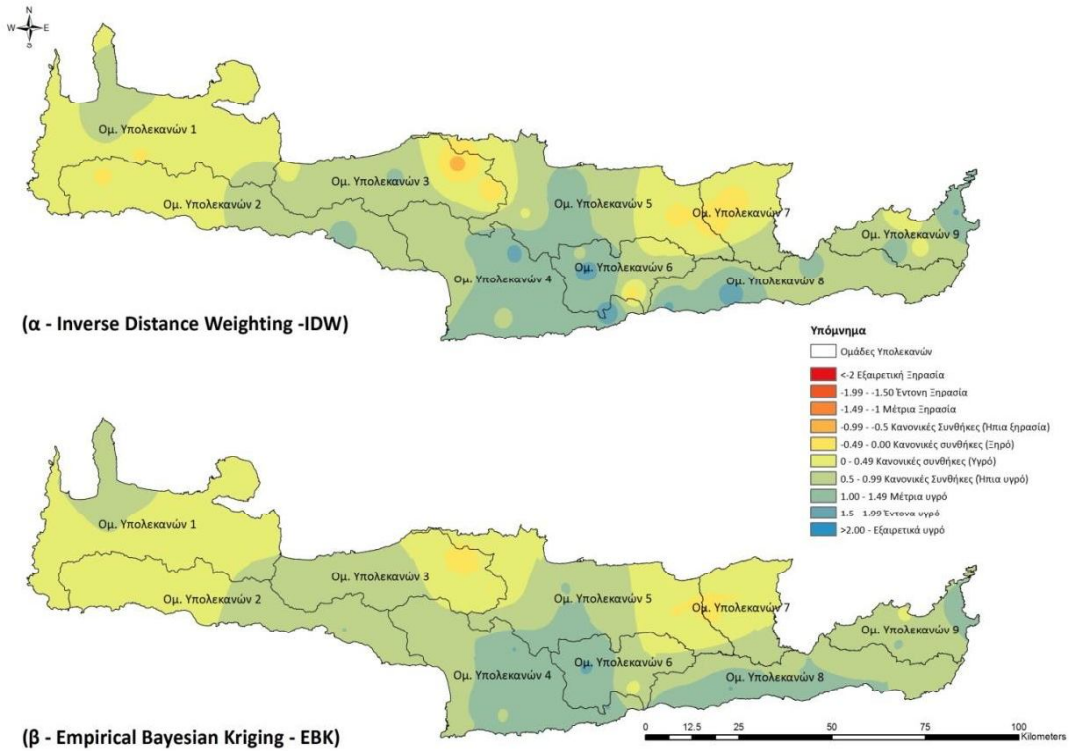 N
W E
S
Ομ. Υπολεκανών 1
Ομ. Υπολεκανών 2
Ομ. Υπολεκανών 3
Ομ. Υπολεκανών 4
Ομ. Υπολεκανών 5
Ομ. Υπολεκανών 6
Ομ. Υπολεκανών 7
Ομ. Υπολεκανών 8
Ομ. Υπολεκανών 9
(α - Inverse Distance Weighting -IDW)
Υπόμνημα
Ομάδες Υπολεκανών
<-2 Εξαιρετική Ξηρασία
-1.99 - -1.50 Έντονη Ξηρασία
-1.49 - -1 Μέτρια Ξηρασία
-0.99 - -0.5 Κανονικές Συνθήκες (Ήπια ξηρασία)
-0.49 - 0.00 Κανονικές συνθήκες (Ξηρό)
0 - 0.49 Κανονικές συνθήκες (Υγρό)
0.5 - 0.99 Κανονικές Συνθήκες (Ήπια υγρό)
1.00 - 1.49 Μέτρια υγρό
1.5 - 1.99 Έντονα υγρό
>2.00 - Εξαιρετικά υγρό
Ομ. Υπολεκανών 1
Ομ. Υπολεκανών 2
Ομ. Υπολεκανών 3
Ομ. Υπολεκανών 4
Ομ. Υπολεκανών 5
Ομ. Υπολεκανών 6
Ομ. Υπολεκανών 7
Ομ. Υπολεκανών 8
Ομ. Υπολεκανών 9
(β - Empirical Bayesian Kriging - EBK)
0 12.5 25 50 75 100
Kilometers